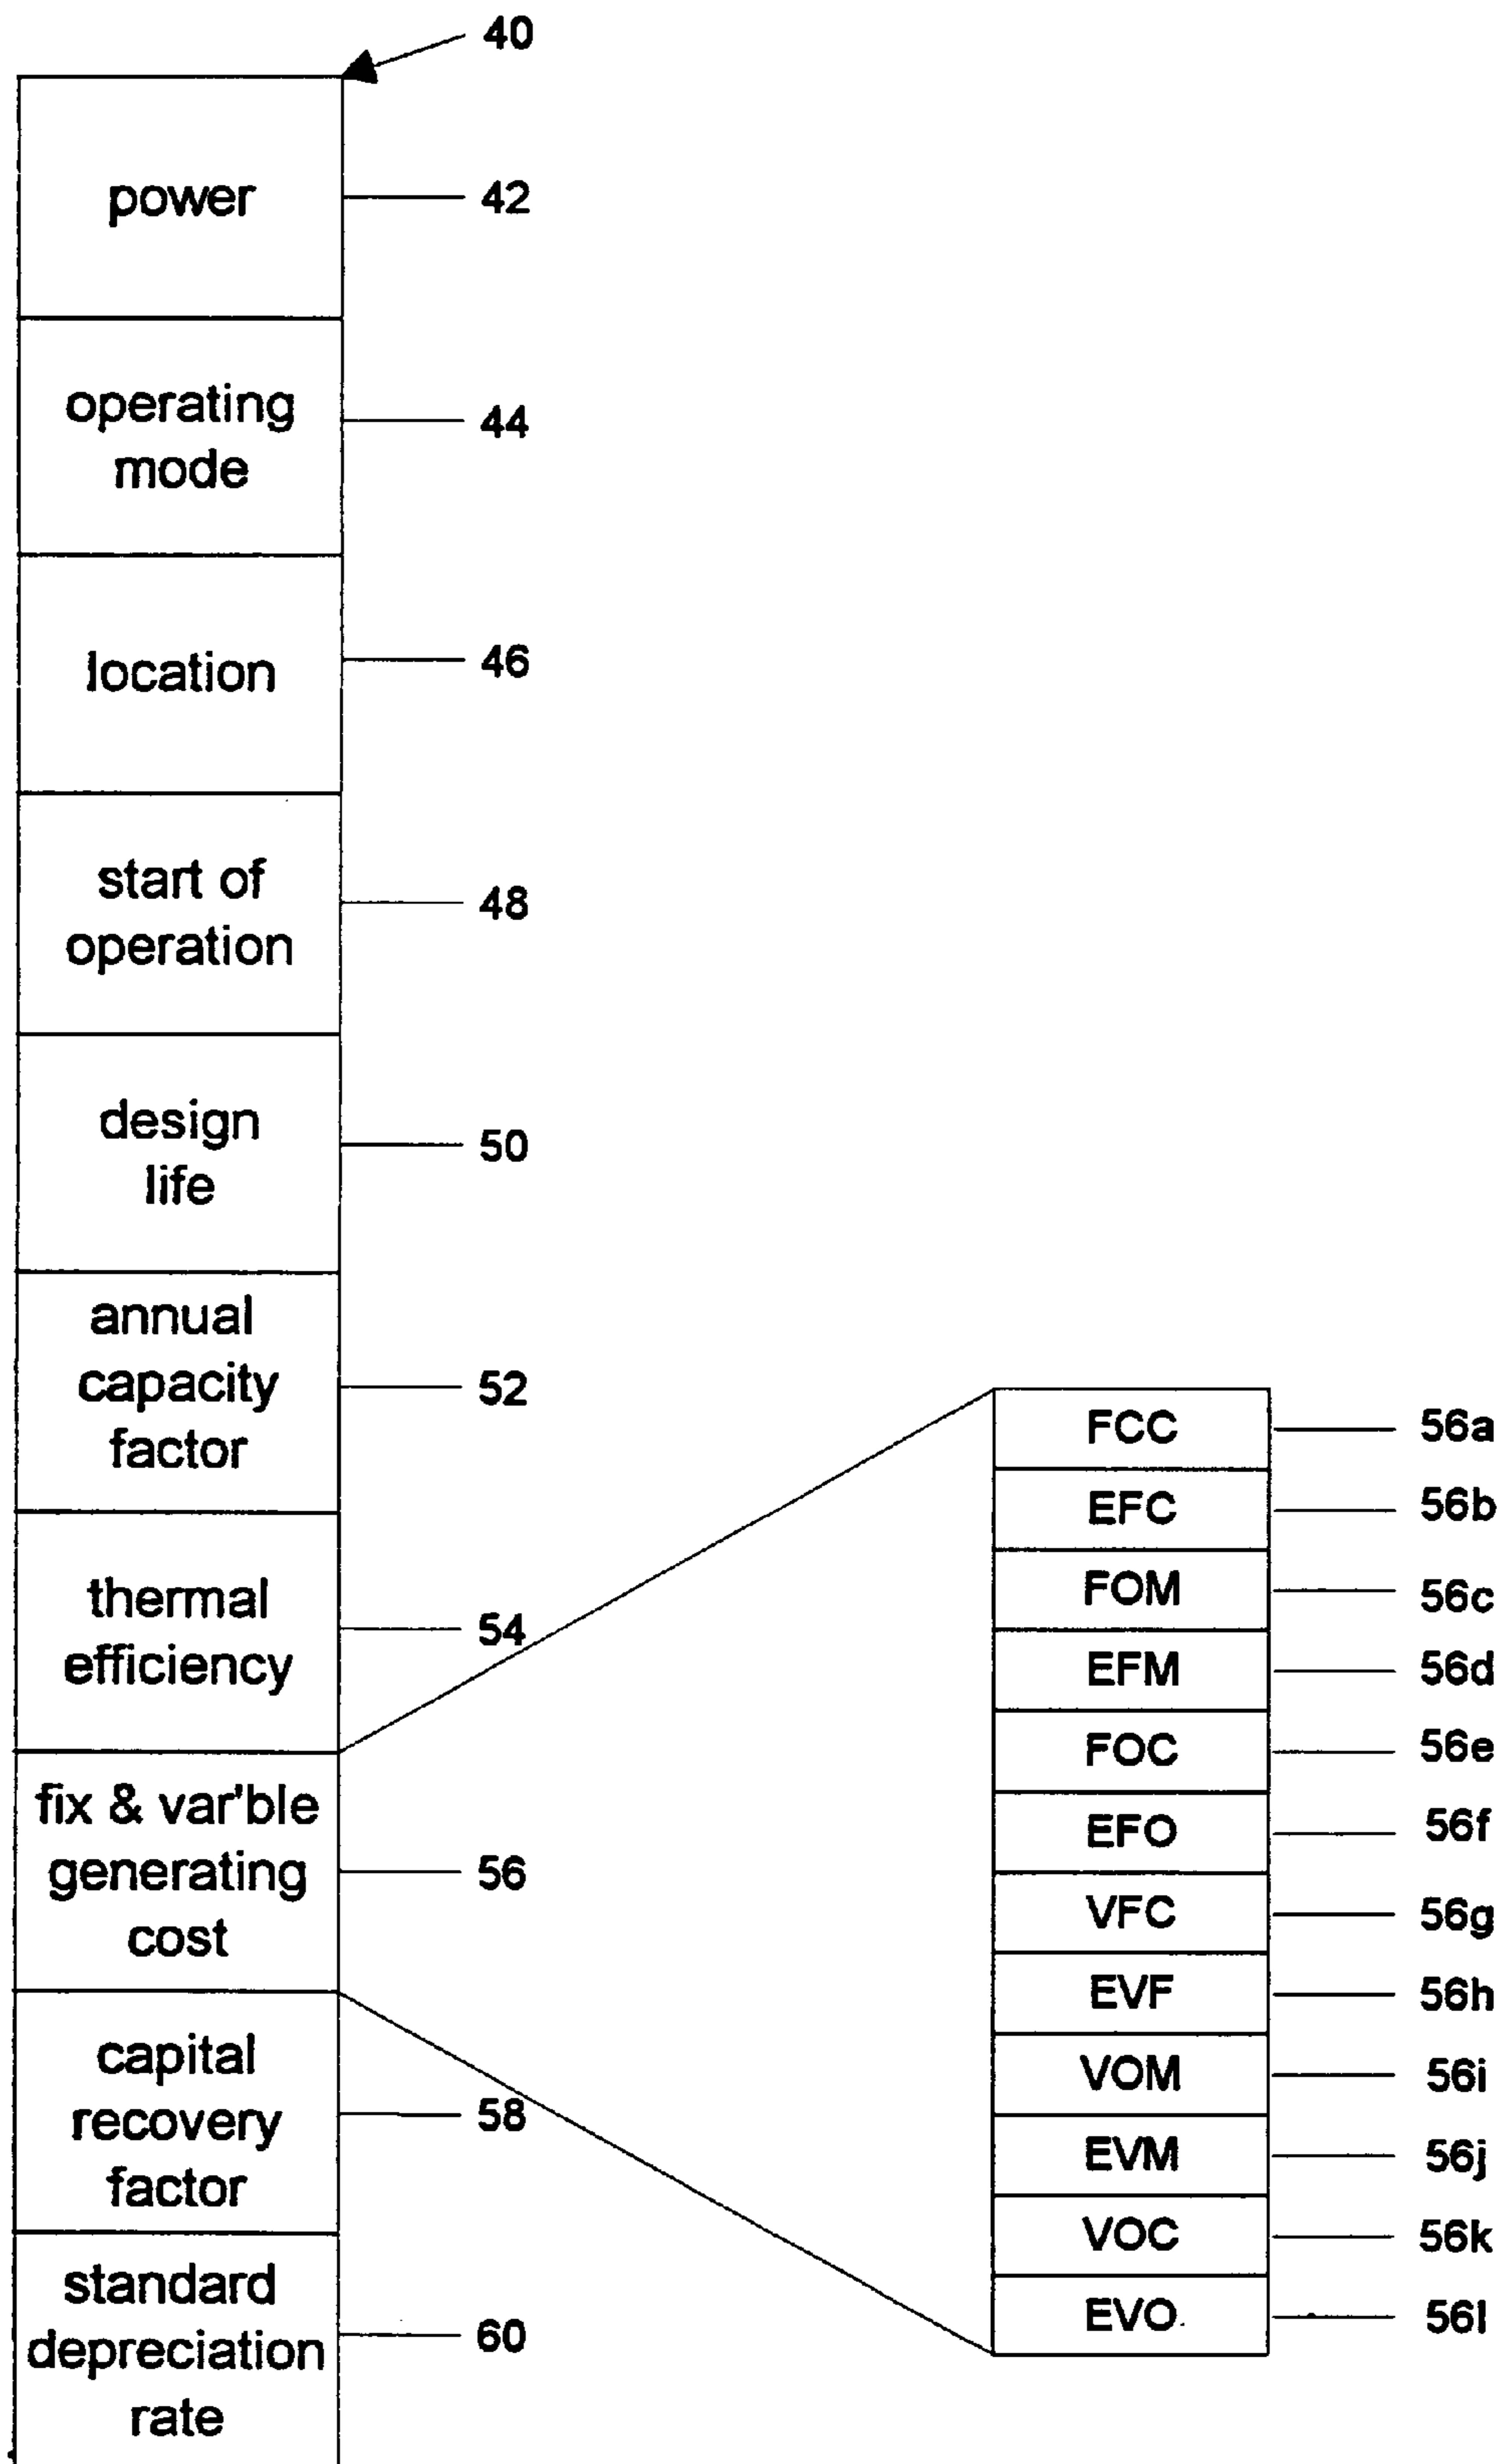 40
power
42
operating
mode
44
location
46
start of
operation
48
design
life
50
annual
capacity
factor
52
thermal
efficiency
54
fix & var'ble
generating
cost
56
capital
recovery
factor
58
standard
depreciation
rate
60
FCC
56a
EFC
56b
FOM
56c
EFM
56d
FOC
56e
EFO
56f
VFC
56g
EVF
56h
VOM
56i
EVM
56j
VOC
56k
EVO
56l